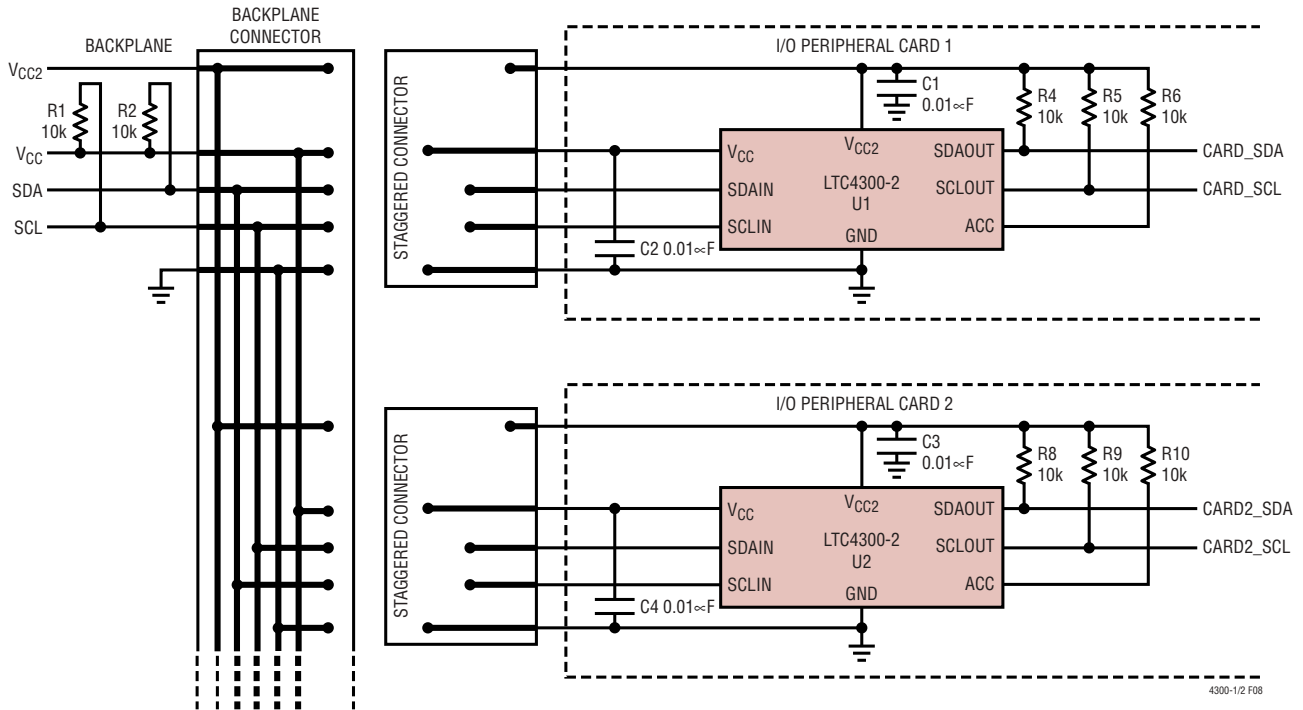 BACKPLANE
BACKPLANE
CONNECTOR
VCC2
R1
10k
R2
10k
VCC
SDA
SCL
STAGGERED CONNECTOR
I/O PERIPHERAL CARD 1
C1
0.01∝F
R4
10k
R5
10k
R6
10k
VCC
VCC2
SDAOUT
CARD_SDA
SDAIN
LTC4300-2
U1
SCLOUT
CARD_SCL
SCLIN
GND
ACC
C2 0.01∝F
STAGGERED CONNECTOR
I/O PERIPHERAL CARD 2
C3
0.01∝F
R8
10k
R9
10k
R10
10k
VCC
VCC2
SDAOUT
CARD2_SDA
SDAIN
LTC4300-2
U2
SCLOUT
CARD2_SCL
SCLIN
GND
ACC
C4 0.01∝F
4300-1/2 F08